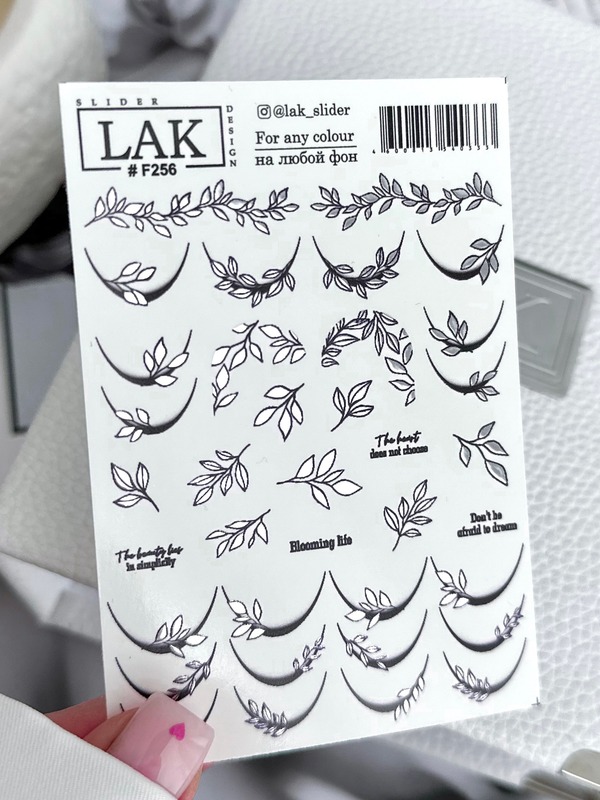 SLIDER
LAK
DESIGN
# F256
@lak_slider
For any colour
на любой фон
The heart
does not choose
Don't be
afraid to dream
Blooming life
The beauty lies
in simplicity